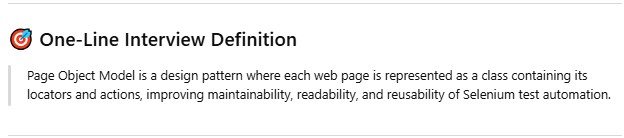 🎯 One-Line Interview Definition
Page Object Model is a design pattern where each web page is represented as a class containing its
locators and actions, improving maintainability, readability, and reusability of Selenium test automation.